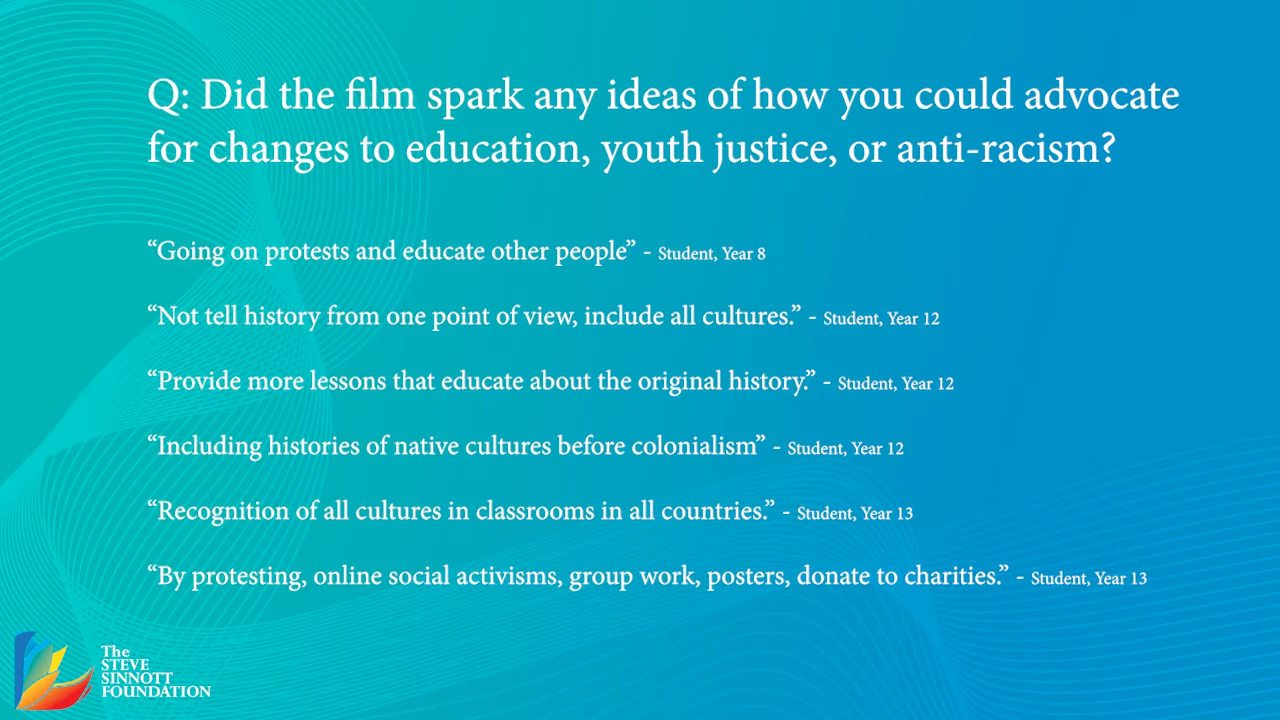 Q: Did the film spark any ideas of how you could advocate
for changes to education, youth justice, or anti-racism?
“Going on protests and educate other people” - Student, Year 8
“Not tell history from one point of view, include all cultures.” - Student, Year 12
“Provide more lessons that educate about the original history.” - Student, Year 12
“Including histories of native cultures before colonialism” - Student, Year 12
“Recognition of all cultures in classrooms in all countries.” - Student, Year 13
“By protesting, online social activisms, group work, posters, donate to charities.” - Student, Year 13
The
STEVE
SINNOTT
FOUNDATION